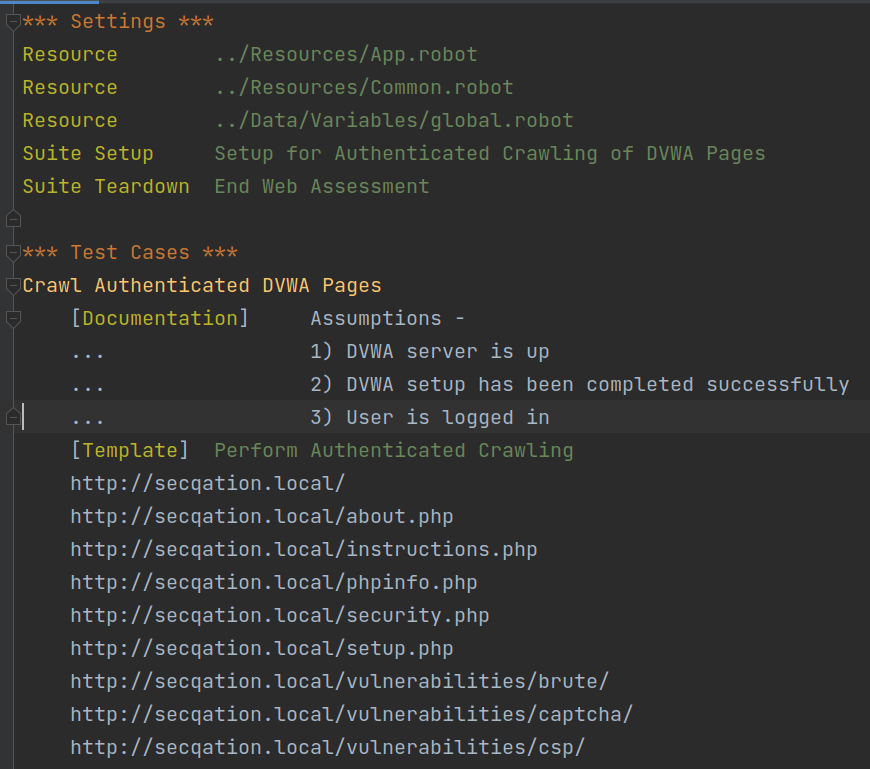 *** Settings ***
Resource        ../Resources/App.robot
Resource        ../Resources/Common.robot
Resource        ../Data/Variables/global.robot
Suite Setup     Setup for Authenticated Crawling of DVWA Pages
Suite Teardown  End Web Assessment

*** Test Cases ***
Crawl Authenticated DVWA Pages
    [Documentation]     Assumptions -
    ...                 1) DVWA server is up
    ...                 2) DVWA setup has been completed successfully
    ...                 3) User is logged in
    [Template]  Perform Authenticated Crawling
    http://secqation.local/
    http://secqation.local/about.php
    http://secqation.local/instructions.php
    http://secqation.local/phpinfo.php
    http://secqation.local/security.php
    http://secqation.local/setup.php
    http://secqation.local/vulnerabilities/brute/
    http://secqation.local/vulnerabilities/captcha/
    http://secqation.local/vulnerabilities/csp/